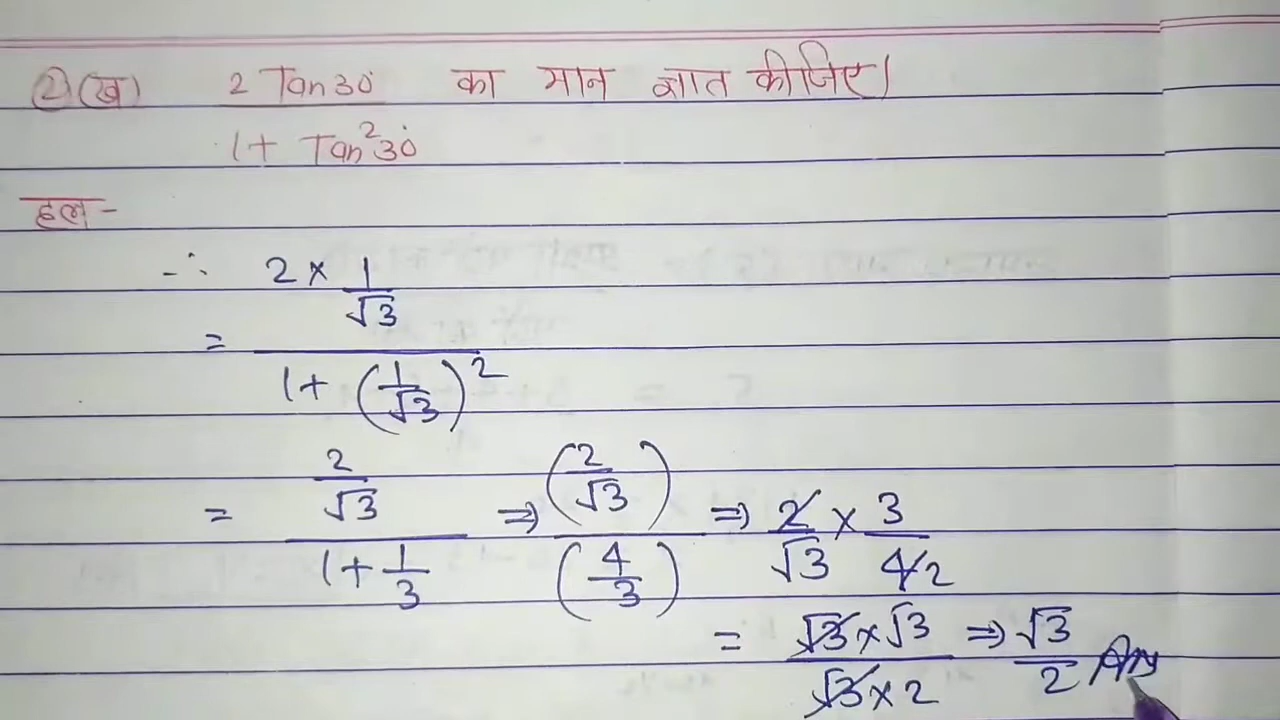 ②(ख) 2 Tan30° का मान ज्ञात कीजिए।
1 + Tan²30°
हल -
∴ 2 × 1/√3
=
1 + (1/√3)²
= 2/√3 / 1 + 1/3 ⇒ (2/√3) / (4/3) ⇒ 2/√3 × 3/4 2
= √3 × √3 / √3 × 2 ⇒ √3/2 Ans